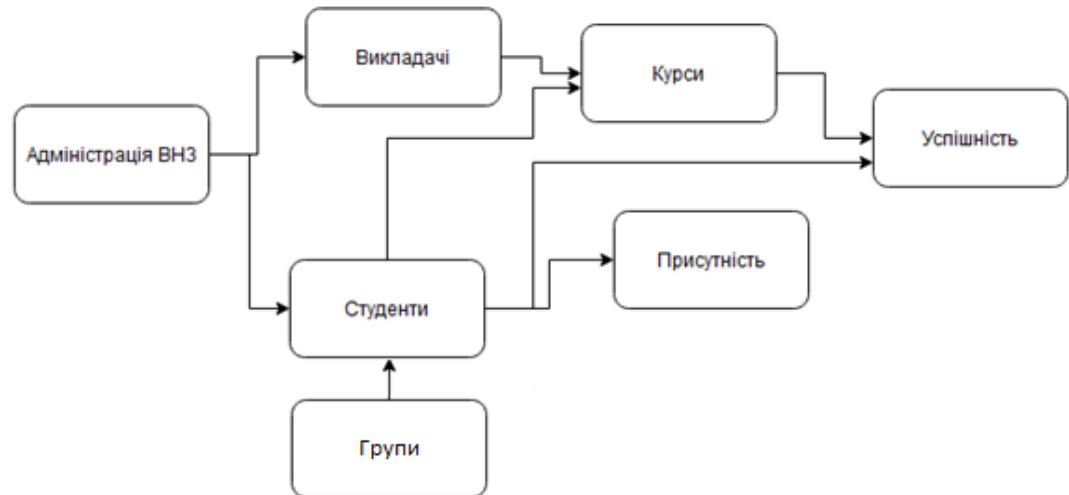 Викладачі
Курси
Адміністрація ВНЗ
Успішність
Присутність
Студенти
Групи